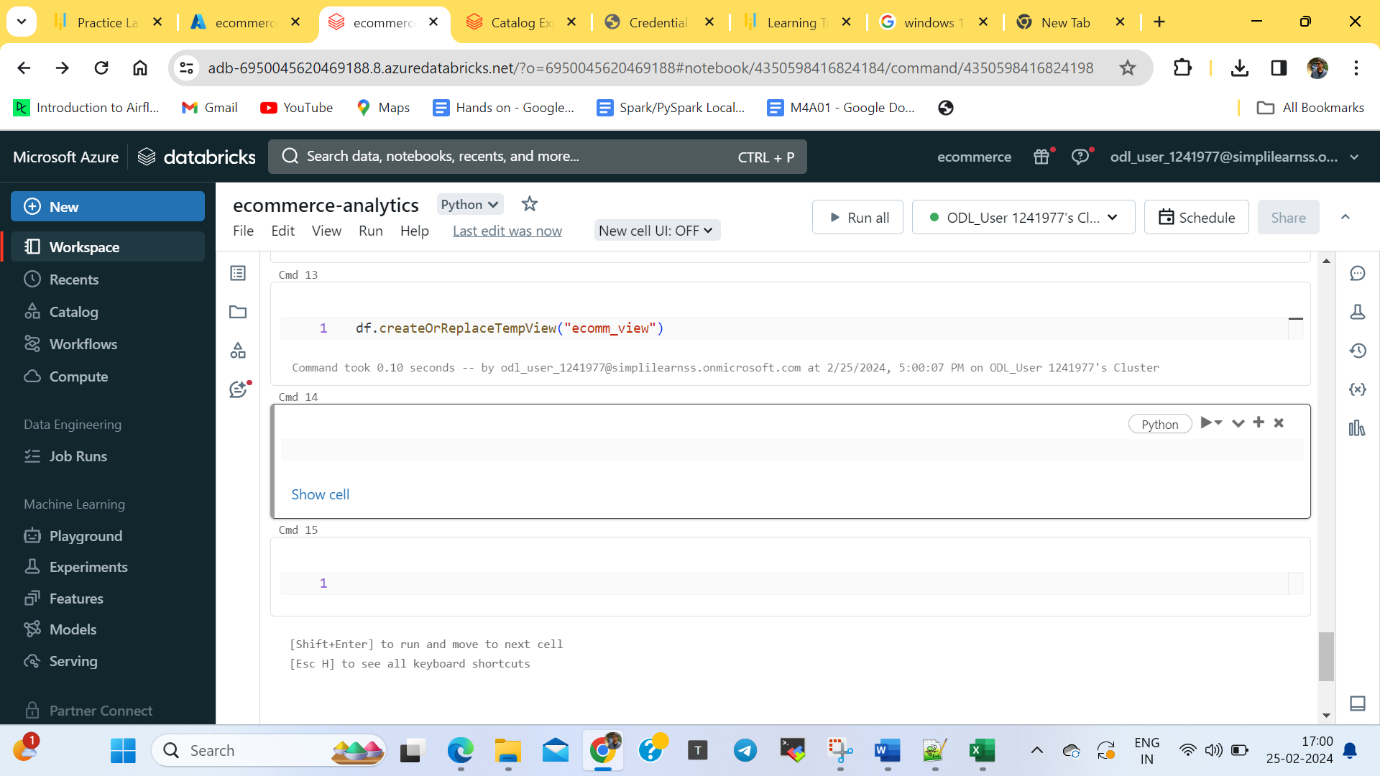 Practice La
ecommerc
ecommerc
Catalog Ex
Credential
Learning T
windows 1
New Tab
adb-6950045620469188.8.azuredatabricks.net/?o=6950045620469188#notebook/4350598416824184/command/4350598416824198
Introduction to Airfl...
Gmail
YouTube
Maps
Hands on - Google...
Spark/PySpark Local...
M4A01 - Google Do...
All Bookmarks
Microsoft Azure
databricks
Search data, notebooks, recents, and more...
CTRL + P
ecommerce
odl_user_1241977@simplilearnss.o...
New
Workspace
Recents
Catalog
Workflows
Compute
Data Engineering
Job Runs
Machine Learning
Playground
Experiments
Features
Models
Serving
Partner Connect
ecommerce-analytics
Python
File Edit View Run Help
Last edit was now
New cell UI: OFF
Run all
ODL_User 1241977's Cl...
Schedule
Share
Cmd 13
1 df.createOrReplaceTempView("ecomm_view")
Command took 0.10 seconds -- by odl_user_1241977@simplilearnss.onmicrosoft.com at 2/25/2024, 5:00:07 PM on ODL_User 1241977's Cluster
Cmd 14
Python
Show cell
Cmd 15
1
[Shift+Enter] to run and move to next cell
[Esc H] to see all keyboard shortcuts
1
Search
T
ENG
IN
17:00
25-02-2024